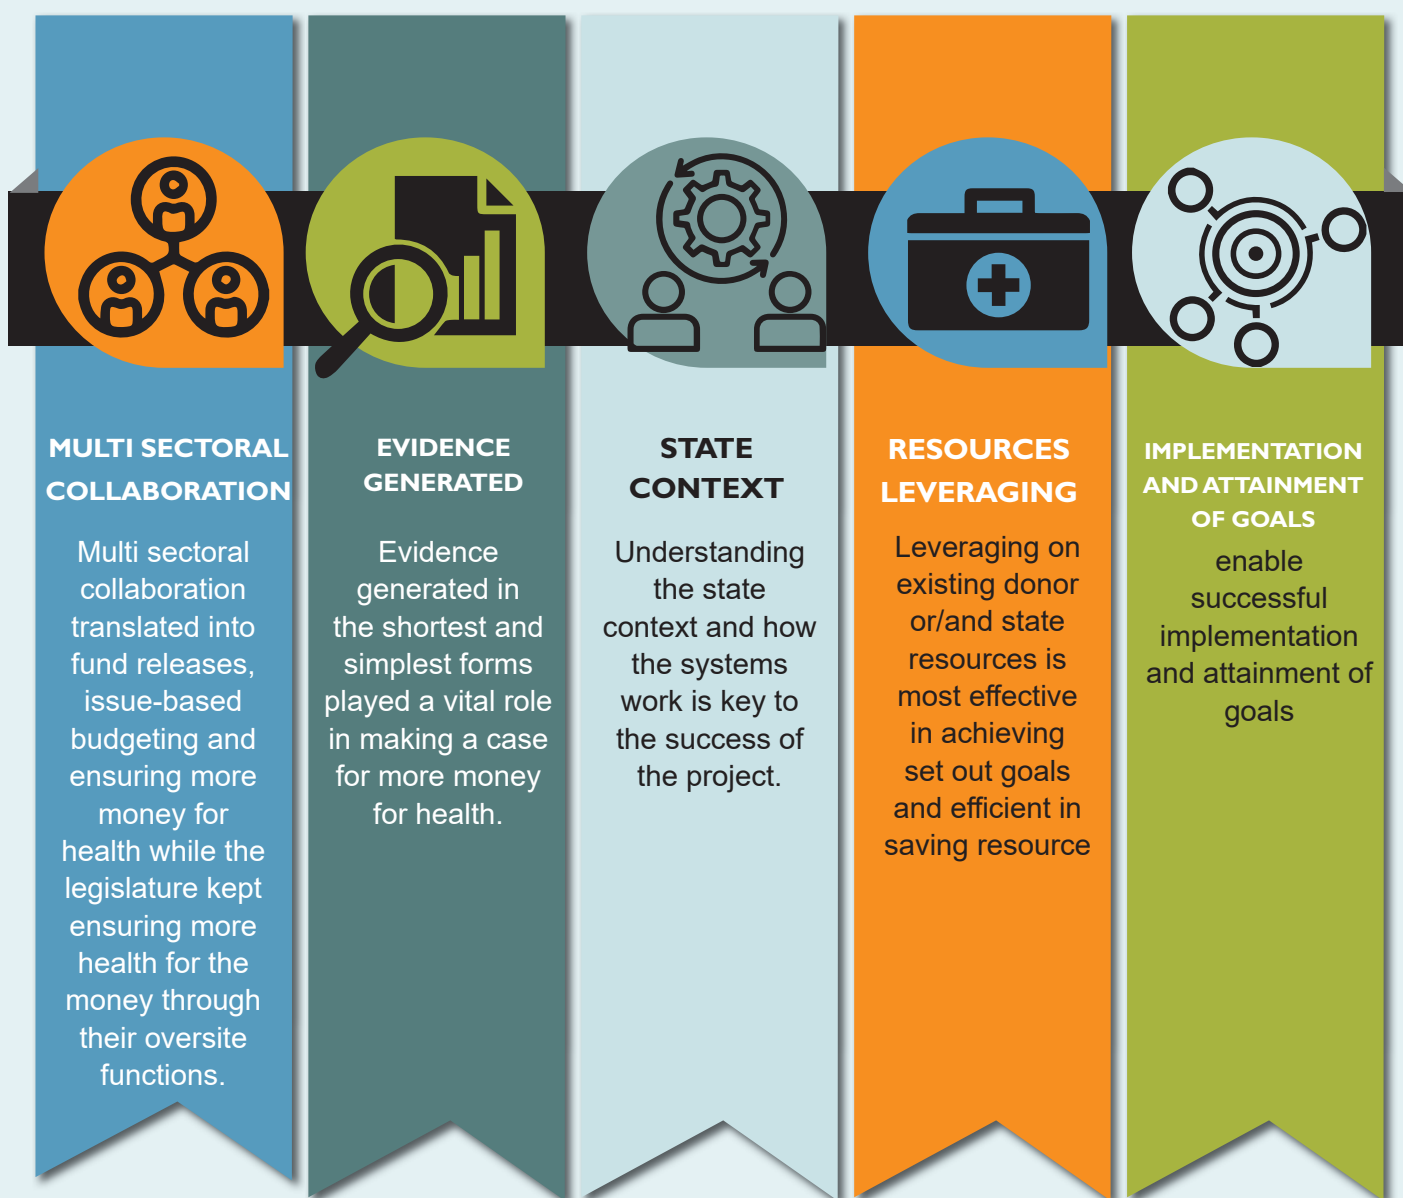 MULTI SECTORAL
COLLABORATION
Multi sectoral
collaboration
translated into
fund releases,
issue-based
budgeting and
ensuring more
money for
health while the
legislature kept
ensuring more
health for the
money through
their oversite
functions.
EVIDENCE
GENERATED
Evidence
generated in
the shortest and
simplest forms
played a vital role
in making a case
for more money
for health.
STATE
CONTEXT
Understanding
the state
context and how
the systems
work is key to
the success of
the project.
RESOURCES
LEVERAGING
Leveraging on
existing donor
or/and state
resources is
most effective
in achieving
set out goals
and efficient in
saving resource
IMPLEMENTATION
AND ATTAINMENT
OF GOALS
enable
successful
implementation
and attainment of
goals